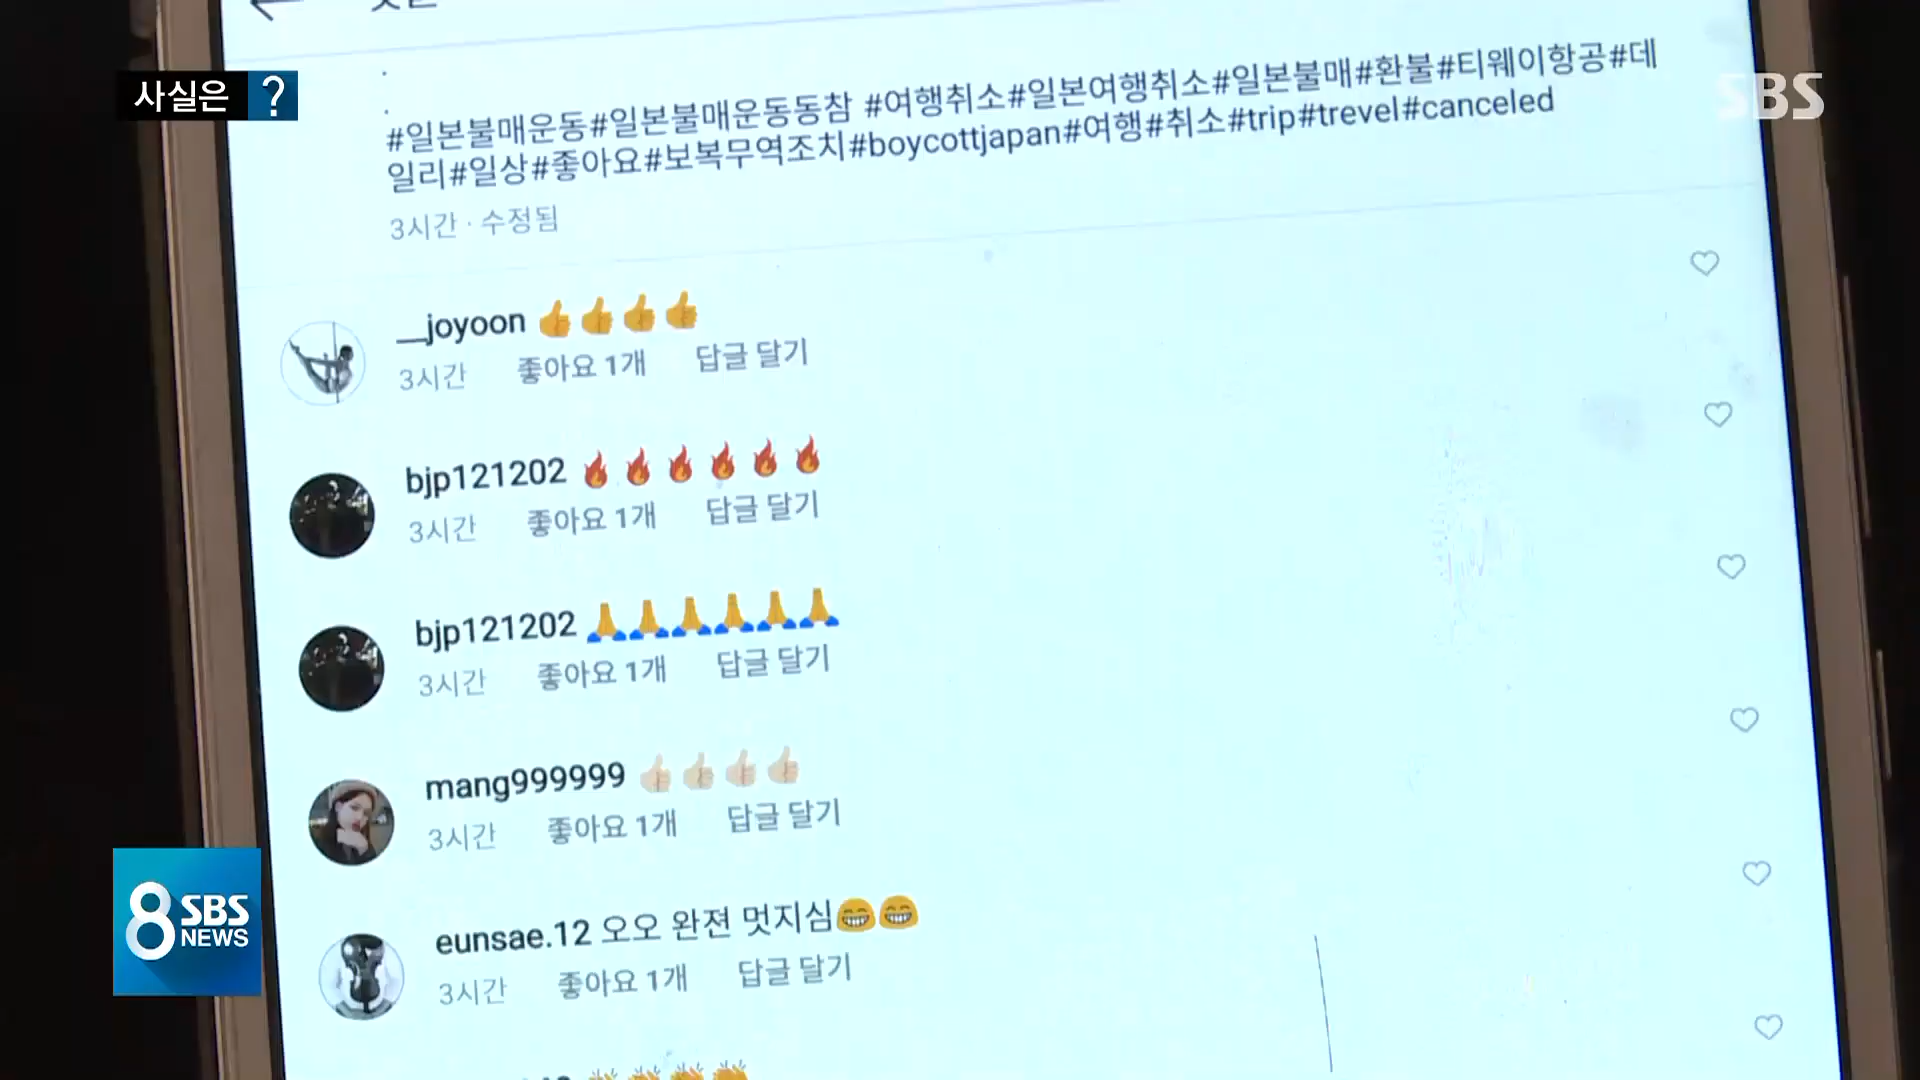 사실은 ?
SBS
#일본불매운동#일본불매운동동참 #여행취소#일본여행취소#일본불매#환불#티웨이항공#데
일리#일상#좋아요#보복무역조치#boycottjapan#여행#취소#trip#trevel#canceled
3시간 · 수정됨
__joyoon 👍👍👍👍
3시간 좋아요 1개 답글 달기
bjp121202 🔥🔥🔥🔥🔥🔥
3시간 좋아요 1개 답글 달기
bjp121202 🙏🙏🙏🙏🙏🙏
3시간 좋아요 1개 답글 달기
mang999999 👍🏻👍🏻👍🏻👍🏻
3시간 좋아요 1개 답글 달기
eunsae.12 오오 완젼 멋지심😁😁
3시간 좋아요 1개 답글 달기
8 SBS
NEWS